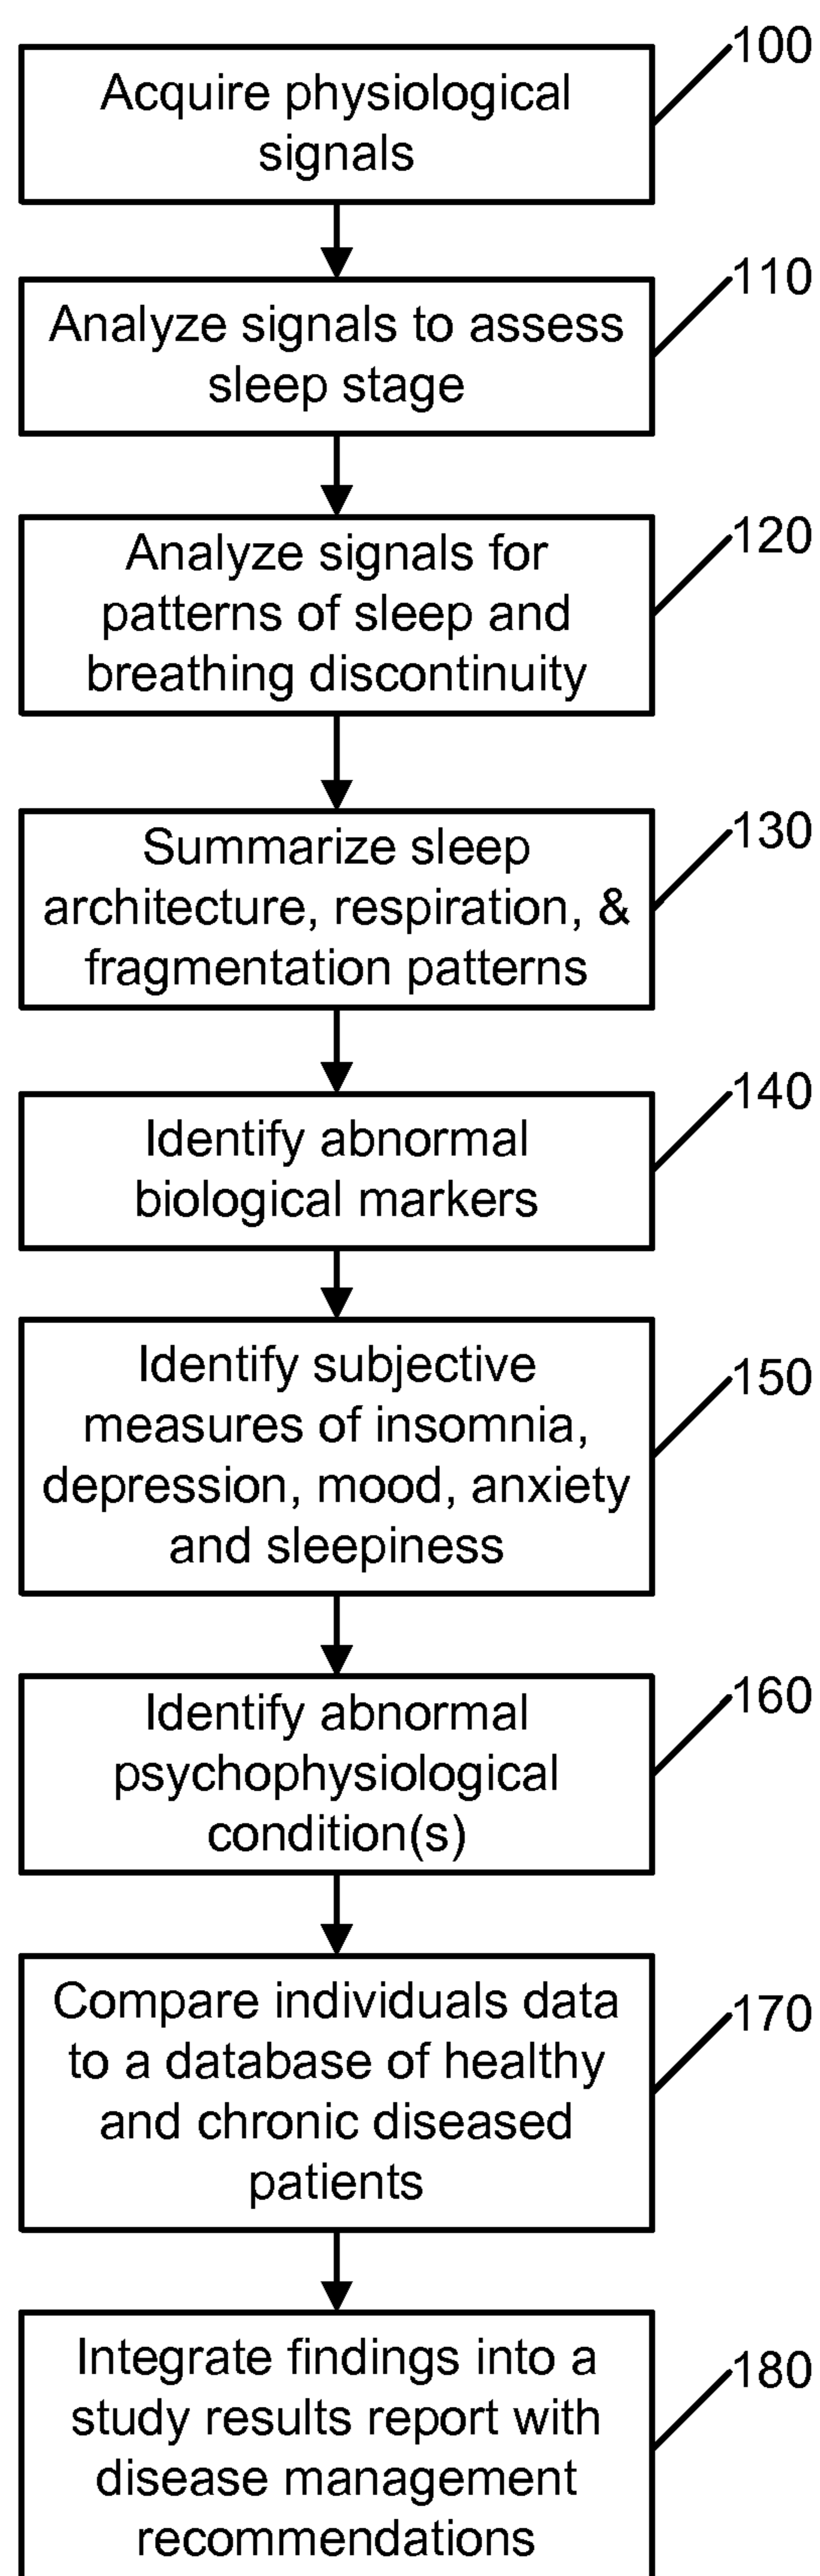 100
Acquire physiological
signals
110
Analyze signals to assess
sleep stage
120
Analyze signals for
patterns of sleep and
breathing discontinuity
130
Summarize sleep
architecture, respiration, &
fragmentation patterns
140
Identify abnormal
biological markers
150
Identify subjective
measures of insomnia,
depression, mood, anxiety
and sleepiness
160
Identify abnormal
psychophysiological
condition(s)
170
Compare individuals data
to a database of healthy
and chronic diseased
patients
180
Integrate findings into a
study results report with
disease management
recommendations